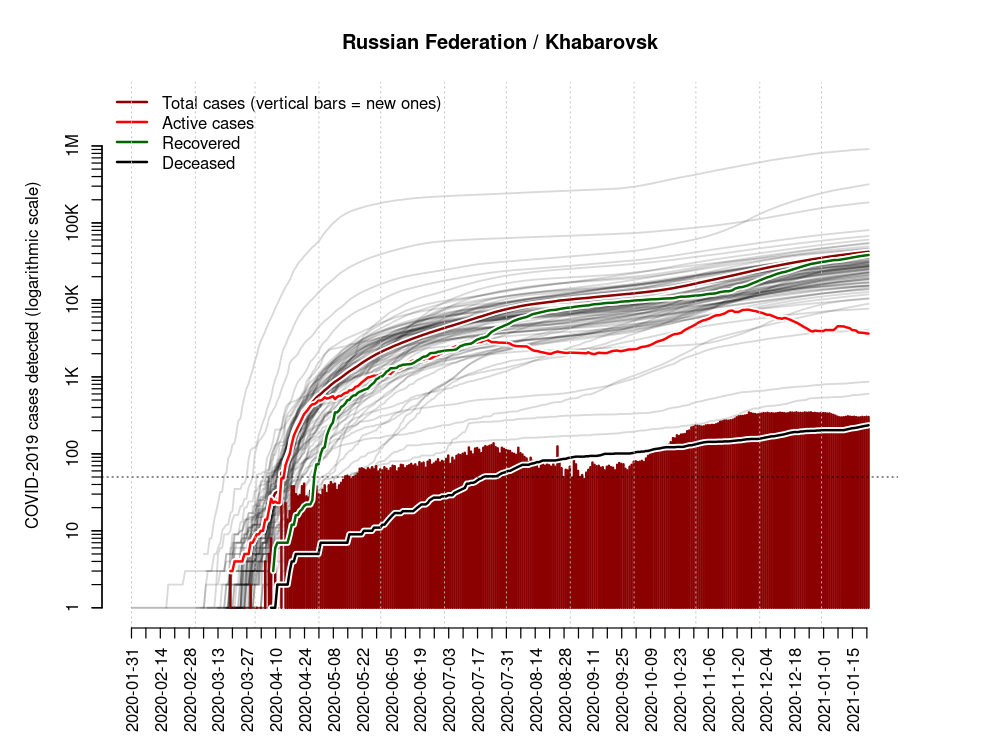 Russian Federation / Khabarovsk
Total cases (vertical bars = new ones)
Active cases
Recovered
Deceased
COVID-2019 cases detected (logarithmic scale)
1M
100K
10K
1K
100
10
1
2020-01-31
2020-02-14
2020-02-28
2020-03-13
2020-03-27
2020-04-10
2020-04-24
2020-05-08
2020-05-22
2020-06-05
2020-06-19
2020-07-03
2020-07-17
2020-07-31
2020-08-14
2020-08-28
2020-09-11
2020-09-25
2020-10-09
2020-10-23
2020-11-06
2020-11-20
2020-12-04
2020-12-18
2021-01-01
2021-01-15